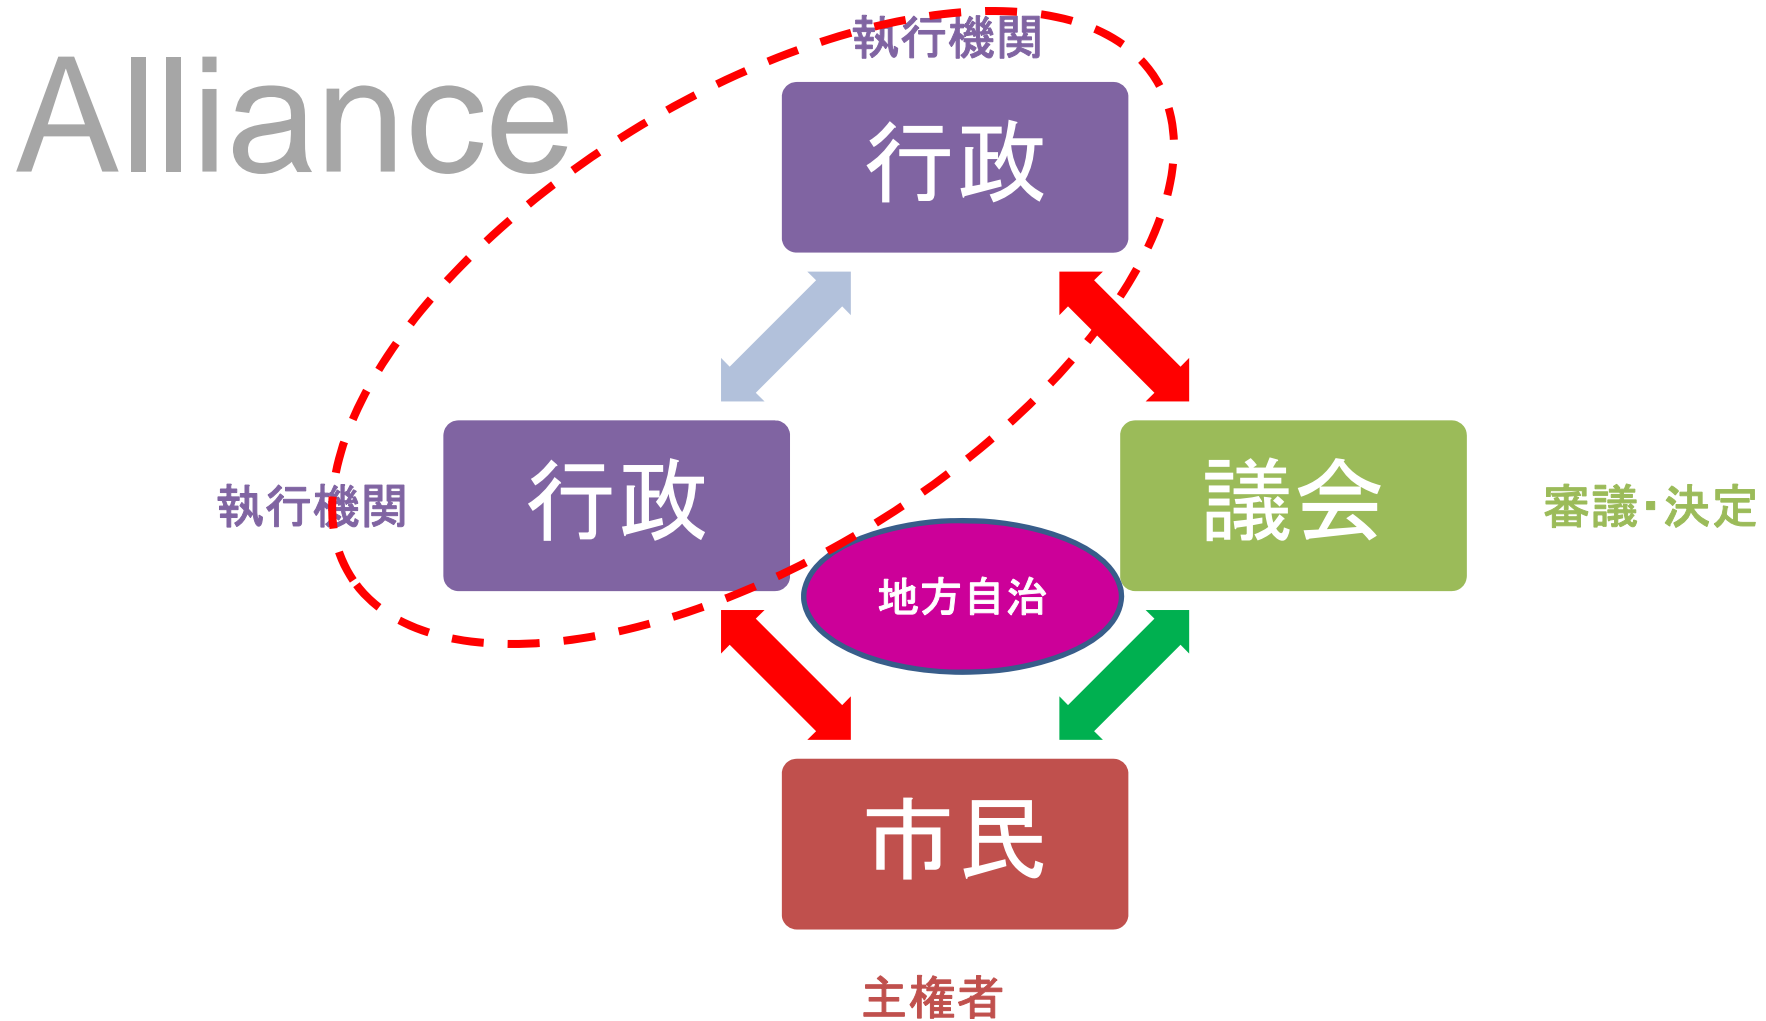 執行機関
Alliance
行政
行政
議会
執行機関
審議・決定
地方自治
市民
主権者